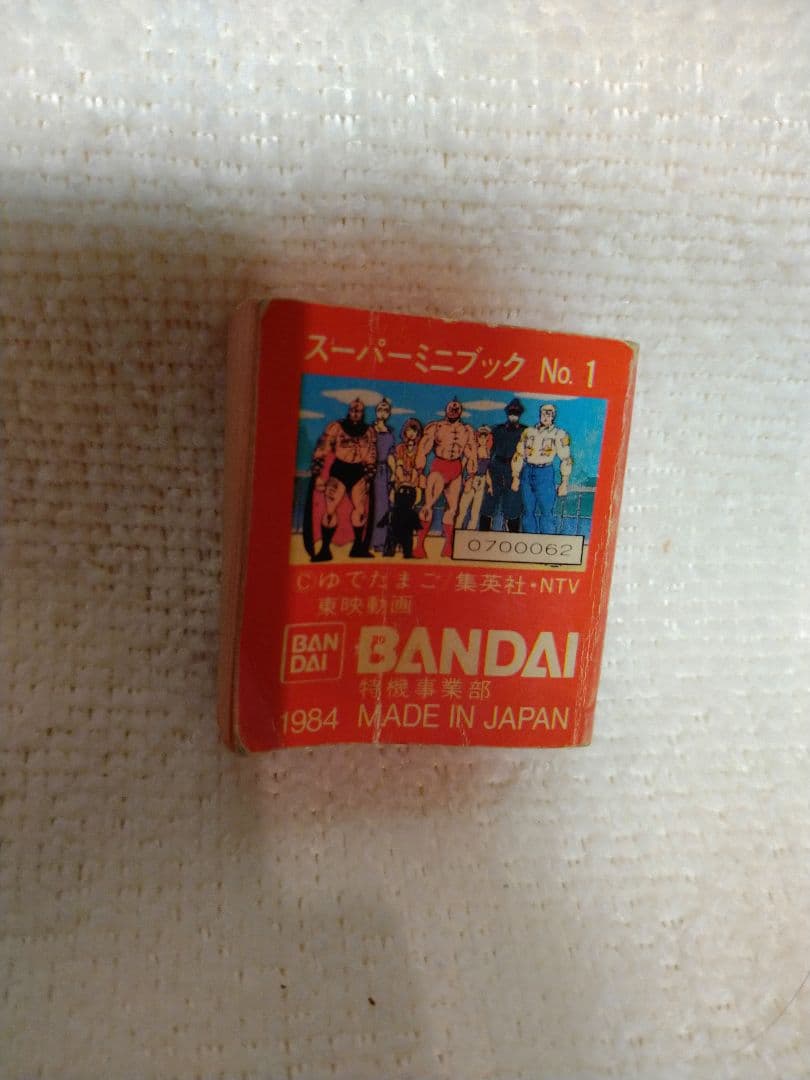 スーパーミニブック No. 1
0700062
©ゆでたまご/集英社・NTV
東映動画
BAN
DAI
BANDAI
特機事業部
1984 MADE IN JAPAN